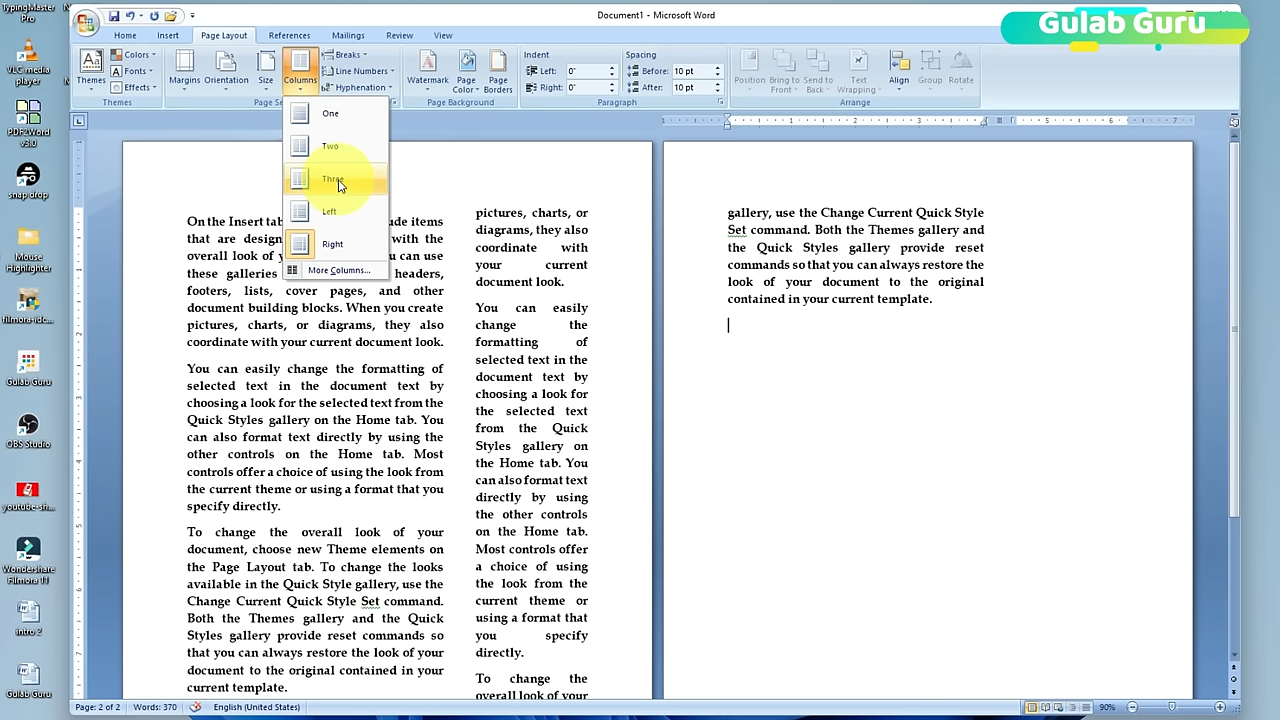 TypingMaster
Pro
VLC media
player
PDF2Word
v3.0
snap drop
Mouse
Highlighter
filmora-idc...
Gulab Guru
OBS Studio
youtube-sh...
Wondershare
Filmora 11
intro 2
Gulab Guru
Document1 - Microsoft Word
Gulab Guru
Home Insert Page Layout References Mailings Review View
Themes
Colors
Fonts
Effects
Themes
Margins
Orientation
Size
Columns
Breaks
Line Numbers
Hyphenation
Page Se
Watermark
Page
Color
Page
Borders
Page Background
Indent
Left: 0"
Right: 0"
Spacing
Before: 10 pt
After: 10 pt
Paragraph
Position
Bring to
Front
Send to
Back
Text
Wrapping
Align
Group
Rotate
Arrange
One
Two
Three
Left
Right
More Columns...
On the Insert tab ude items
that are design with the
overall look of y u can use
these galleries headers,
footers, lists, cover pages, and other
document building blocks. When you create
pictures, charts, or diagrams, they also
coordinate with your current document look.
You can easily change the formatting of
selected text in the document text by
choosing a look for the selected text from the
Quick Styles gallery on the Home tab. You
can also format text directly by using the
other controls on the Home tab. Most
controls offer a choice of using the look from
the current theme or using a format that you
specify directly.
To change the overall look of your
document, choose new Theme elements on
the Page Layout tab. To change the looks
available in the Quick Style gallery, use the
Change Current Quick Style Set command.
Both the Themes gallery and the Quick
Styles gallery provide reset commands so
that you can always restore the look of your
document to the original contained in your
current template.
pictures, charts, or
diagrams, they also
coordinate with
your current
document look.
You can easily
change the
formatting of
selected text in the
document text by
choosing a look for
the selected text
from the Quick
Styles gallery on
the Home tab. You
can also format text
directly by using
the other controls
on the Home tab.
Most controls offer
a choice of using
the look from the
current theme or
using a format that
you specify
directly.
To change the
overall look of your
gallery, use the Change Current Quick Style
Set command. Both the Themes gallery and
the Quick Styles gallery provide reset
commands so that you can always restore the
look of your document to the original
contained in your current template.
Page: 2 of 2 Words: 370 English (United States) 90%